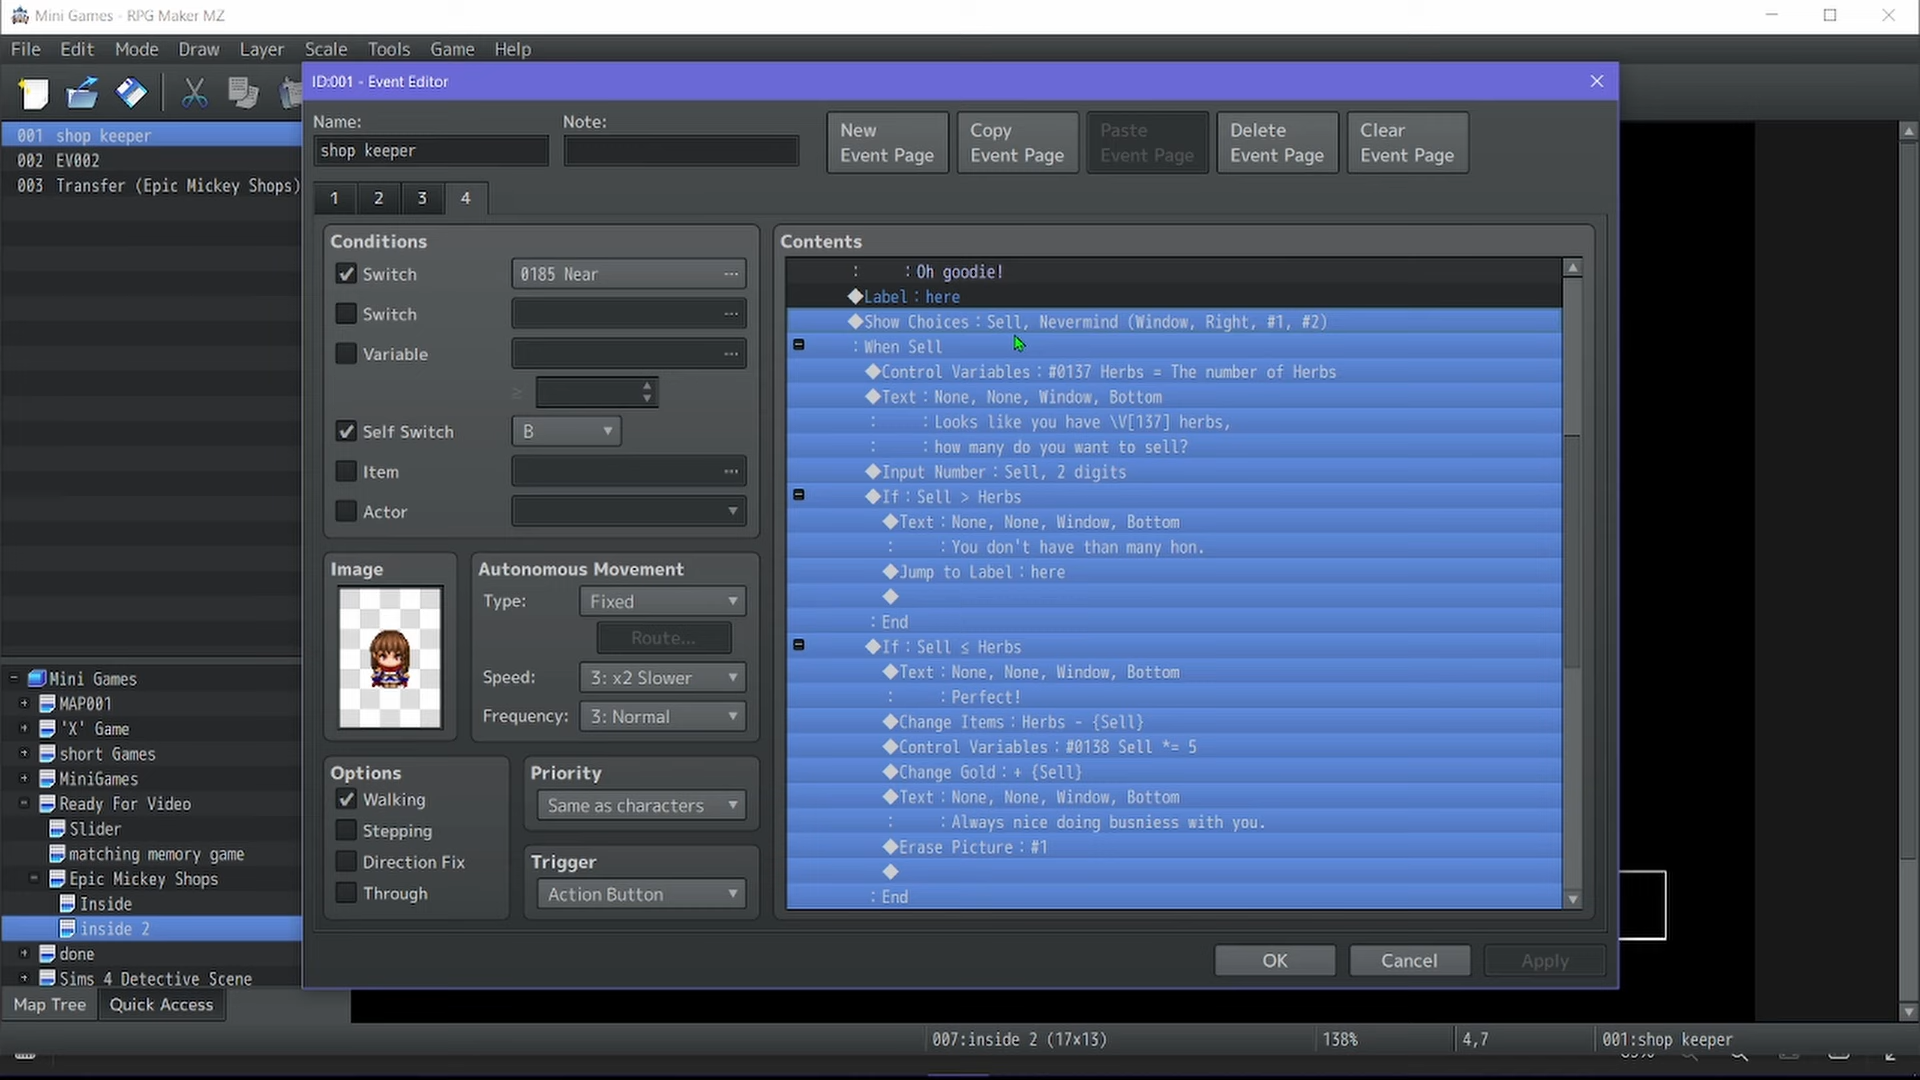 Mini Games - RPG Maker MZ
File Edit Mode Draw Layer Scale Tools Game Help
ID:001 - Event Editor
Name:
Note:
shop keeper
New Event Page
Copy Event Page
Paste Event Page
Delete Event Page
Clear Event Page
001 shop keeper
002 EV002
003 Transfer (Epic Mickey Shops)
1 2 3 4
Conditions
Switch 0185 Near ...
Switch ...
Variable ...
≥
Self Switch B
Item ...
Actor
Image
Autonomous Movement
Type: Fixed
Route...
Speed: 3: x2 Slower
Frequency: 3: Normal
Options
Walking
Stepping
Direction Fix
Through
Priority
Same as characters
Trigger
Action Button
Contents
: : Oh goodie!
◆Label : here
◆Show Choices : Sell, Nevermind (Window, Right, #1, #2)
: When Sell
◆Control Variables : #0137 Herbs = The number of Herbs
◆Text : None, None, Window, Bottom
: : Looks like you have \V[137] herbs,
: : how many do you want to sell?
◆Input Number : Sell, 2 digits
◆If : Sell > Herbs
◆Text : None, None, Window, Bottom
: : You don't have than many hon.
◆Jump to Label : here
◆
: End
◆If : Sell ≤ Herbs
◆Text : None, None, Window, Bottom
: : Perfect!
◆Change Items : Herbs - {Sell}
◆Control Variables : #0138 Sell *= 5
◆Change Gold : + {Sell}
◆Text : None, None, Window, Bottom
: : Always nice doing busniess with you.
◆Erase Picture : #1
◆
: End
OK Cancel Apply
Mini Games
MAP001
'X' Game
short Games
MiniGames
Ready For Video
Slider
matching memory game
Epic Mickey Shops
Inside
inside 2
done
Sims 4 Detective Scene
Map Tree Quick Access
007:inside 2 (17x13) 138% 4,7 001:shop keeper